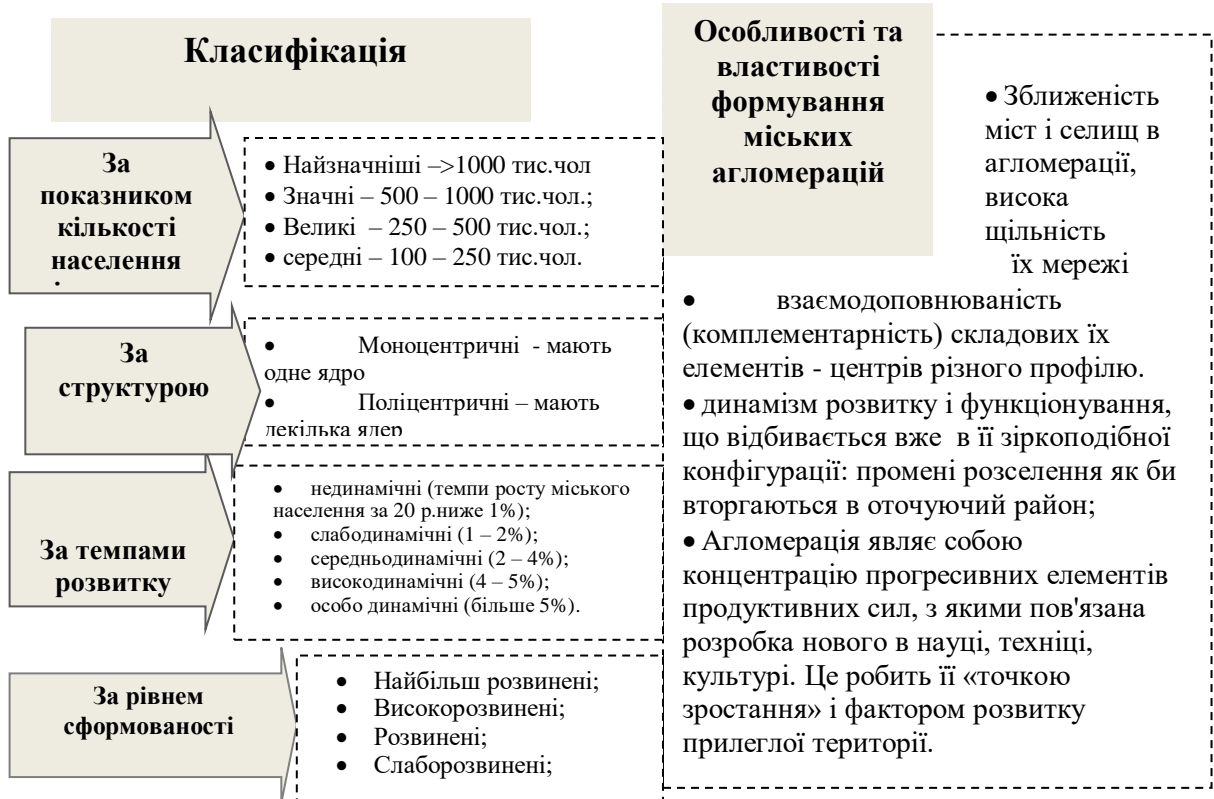 Класифікація
За
показником
кількості
населення
• Найзначніші –>1000 тис.чол
• Значні – 500 – 1000 тис.чол.;
• Великі – 250 – 500 тис.чол.;
• середні – 100 – 250 тис.чол.
За
структурою
• Моноцентричні - мають
одне ядро
• Поліцентричні – мають
декілька ядер
За темпами
розвитку
• нединамічні (темпи росту міського
населення за 20 р.ниже 1%);
• слабодинамічні (1 – 2%);
• середньодинамічні (2 – 4%);
• високодинамічні (4 – 5%);
• особо динамічні (більше 5%).
За рівнем
сформованості
• Найбільш розвинені;
• Високорозвинені;
• Розвинені;
• Слаборозвинені;
Особливості та
властивості
формування
міських
агломерацій
• Зближеність
міст і селищ в
агломерації,
висока
щільність
їх мережі
• взаємодоповнюваність
(комплементарність) складових їх
елементів - центрів різного профілю.
• динамізм розвитку і функціонування,
що відбивається вже в її зіркоподібної
конфігурації: промені розселення як би
вторгаються в оточуючий район;
• Агломерація являє собою
концентрацію прогресивних елементів
продуктивних сил, з якими пов'язана
розробка нового в науці, техніці,
культурі. Це робить її «точкою
зростання» і фактором розвитку
прилеглої території.